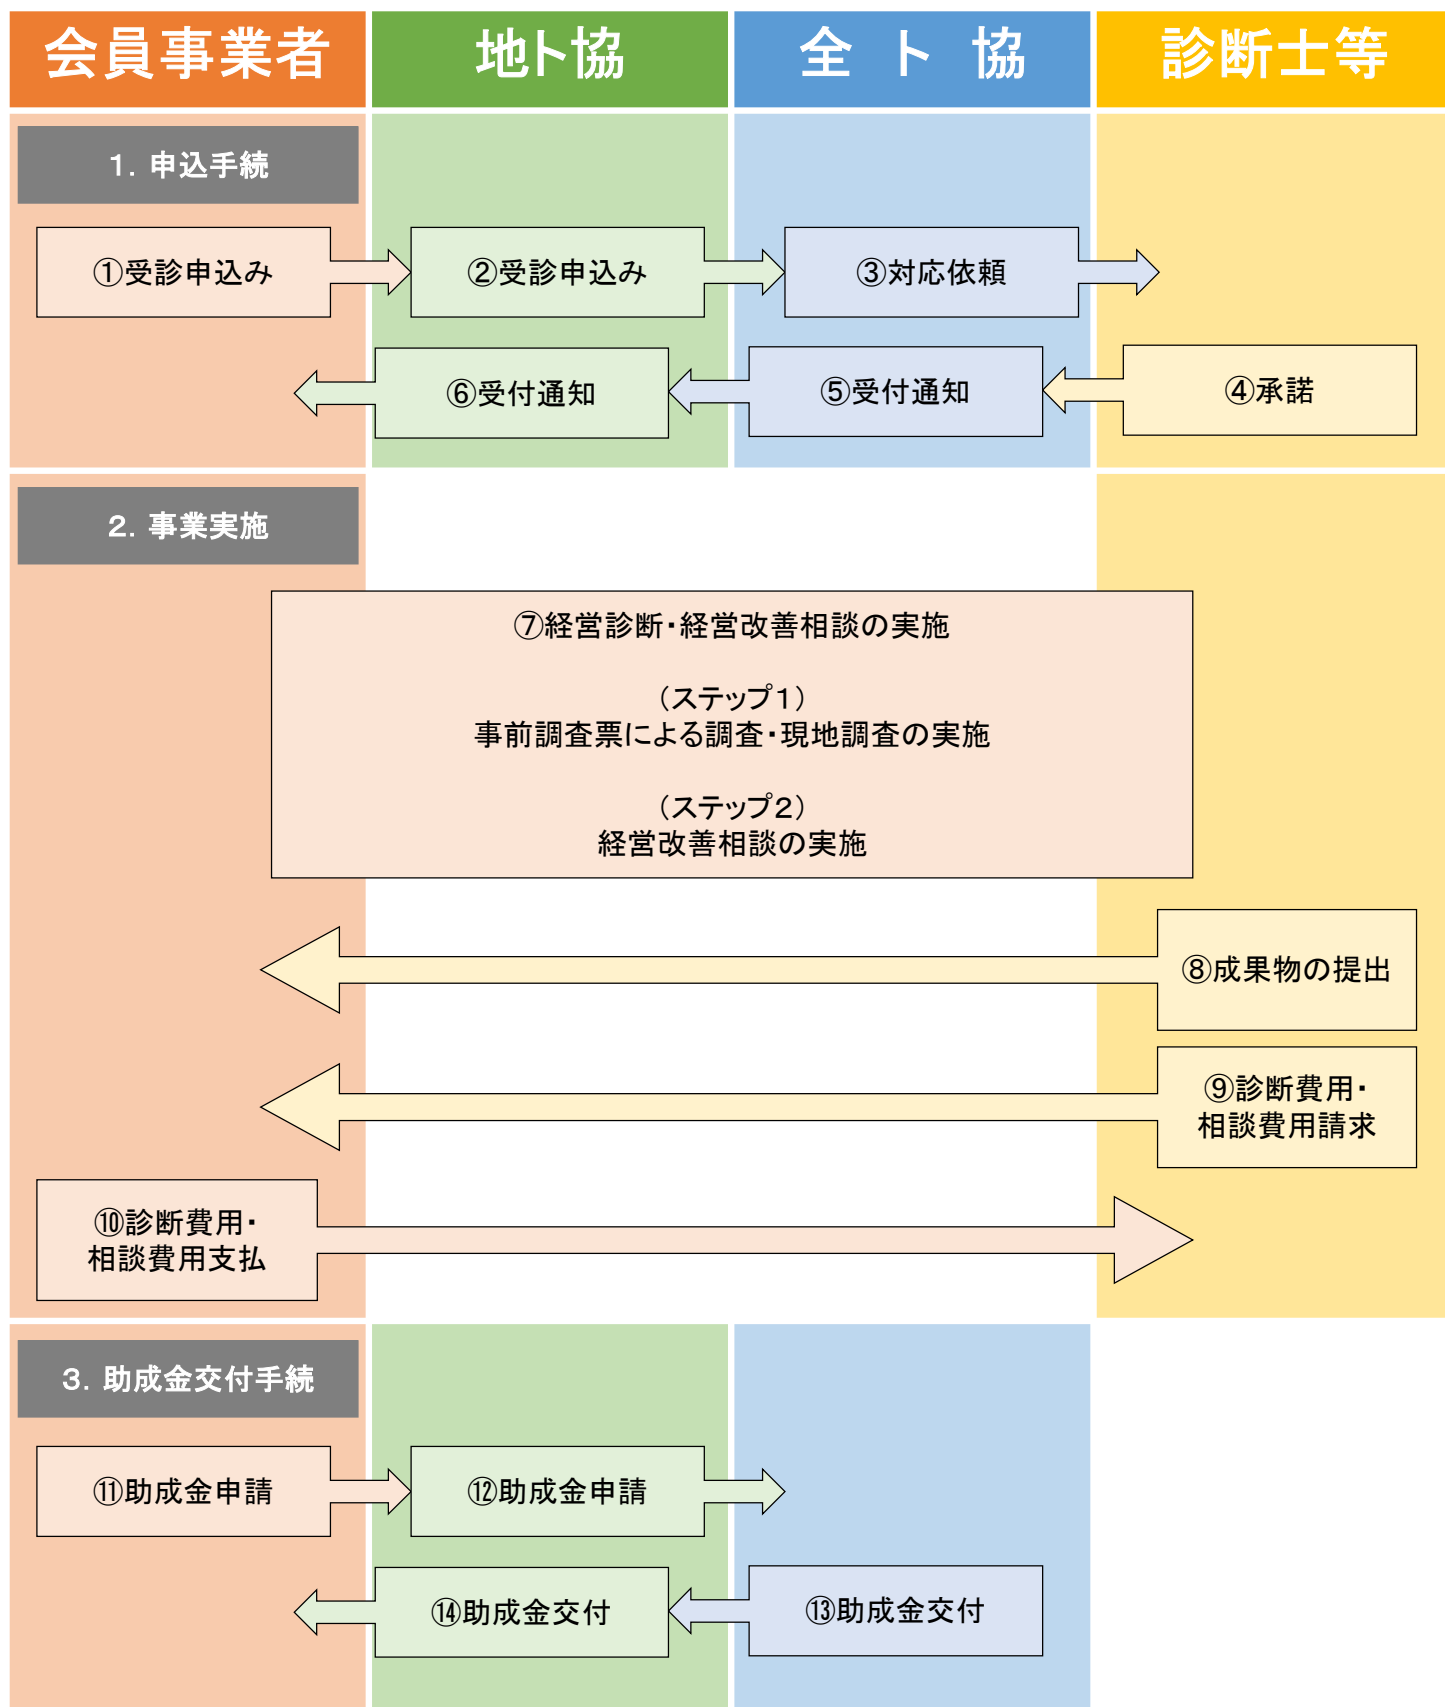 会員事業者
地ト協
全ト協
診断士等
１．申込手続
①受診申込み
②受診申込み
③対応依頼
⑥受付通知
⑤受付通知
④承諾
２．事業実施
⑦経営診断・経営改善相談の実施
（ステップ１）
事前調査票による調査・現地調査の実施
（ステップ２）
経営改善相談の実施
⑧成果物の提出
⑨診断費用・
相談費用請求
⑩診断費用・
相談費用支払
３．助成金交付手続
⑪助成金申請
⑫助成金申請
⑭助成金交付
⑬助成金交付